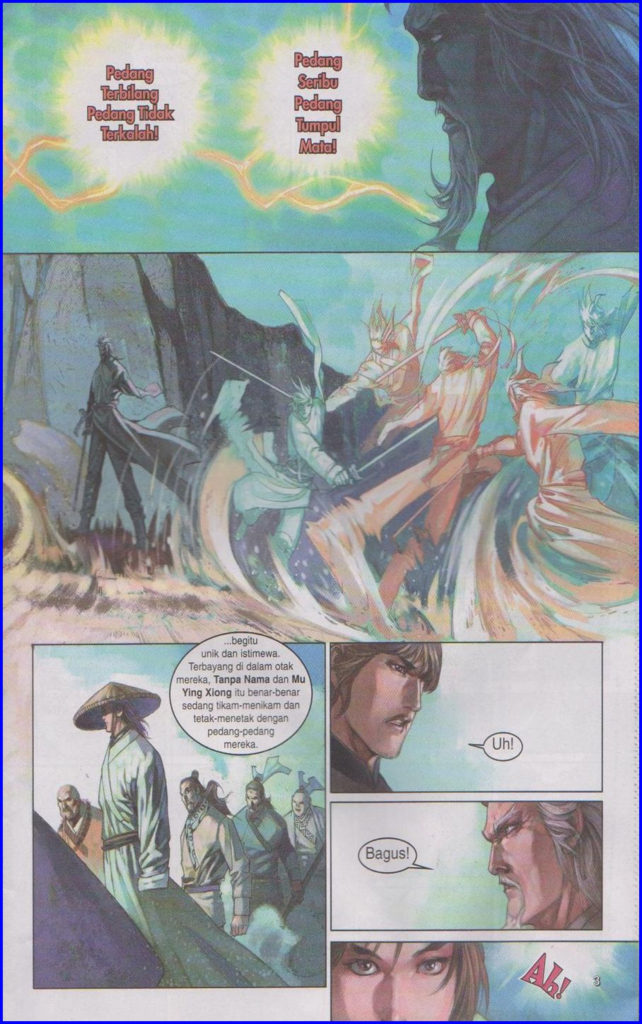 Pedang
Terbilang
Pedang Tidak
Terkalah!
Pedang
Seribu
Pedang
Tumpul
Mata!
...begitu
unik dan istimewa.
Terbayang di dalam otak
mereka, Tanpa Nama dan Mu
Ying Xiong itu benar-benar
sedang tikam-menikam dan
tetak-menetak dengan
pedang-pedang
mereka.
Uh!
Bagus!
Ah!
3